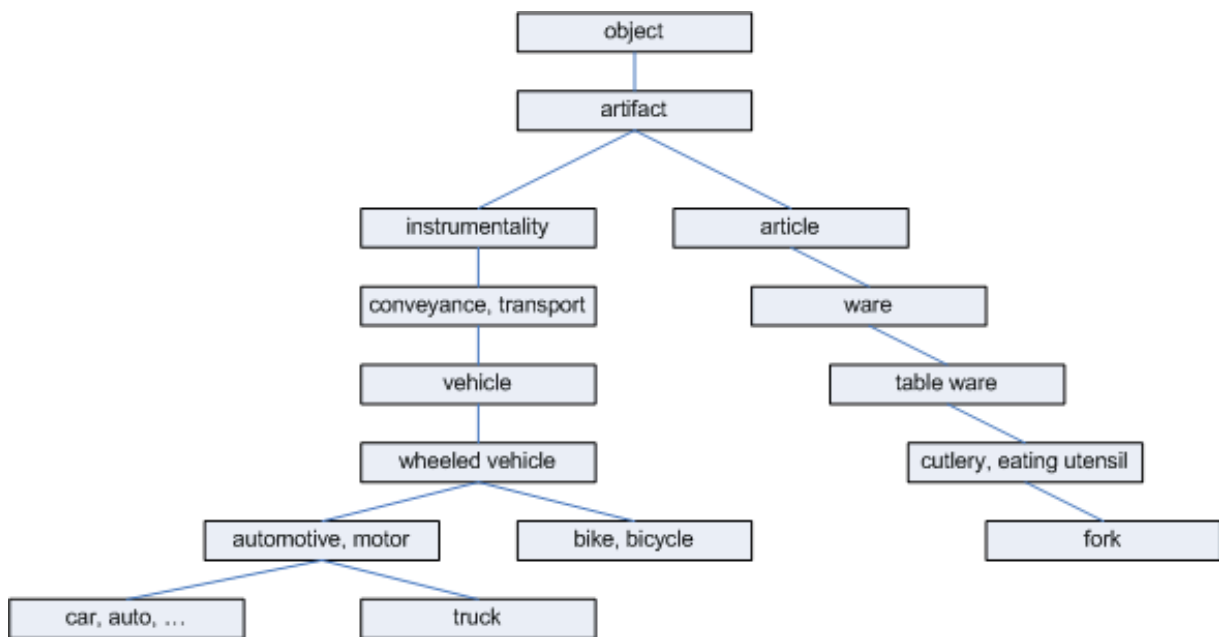 object
artifact
instrumentality
article
conveyance, transport
ware
vehicle
table ware
wheeled vehicle
cutlery, eating utensil
automotive, motor
bike, bicycle
fork
car, auto, …
truck